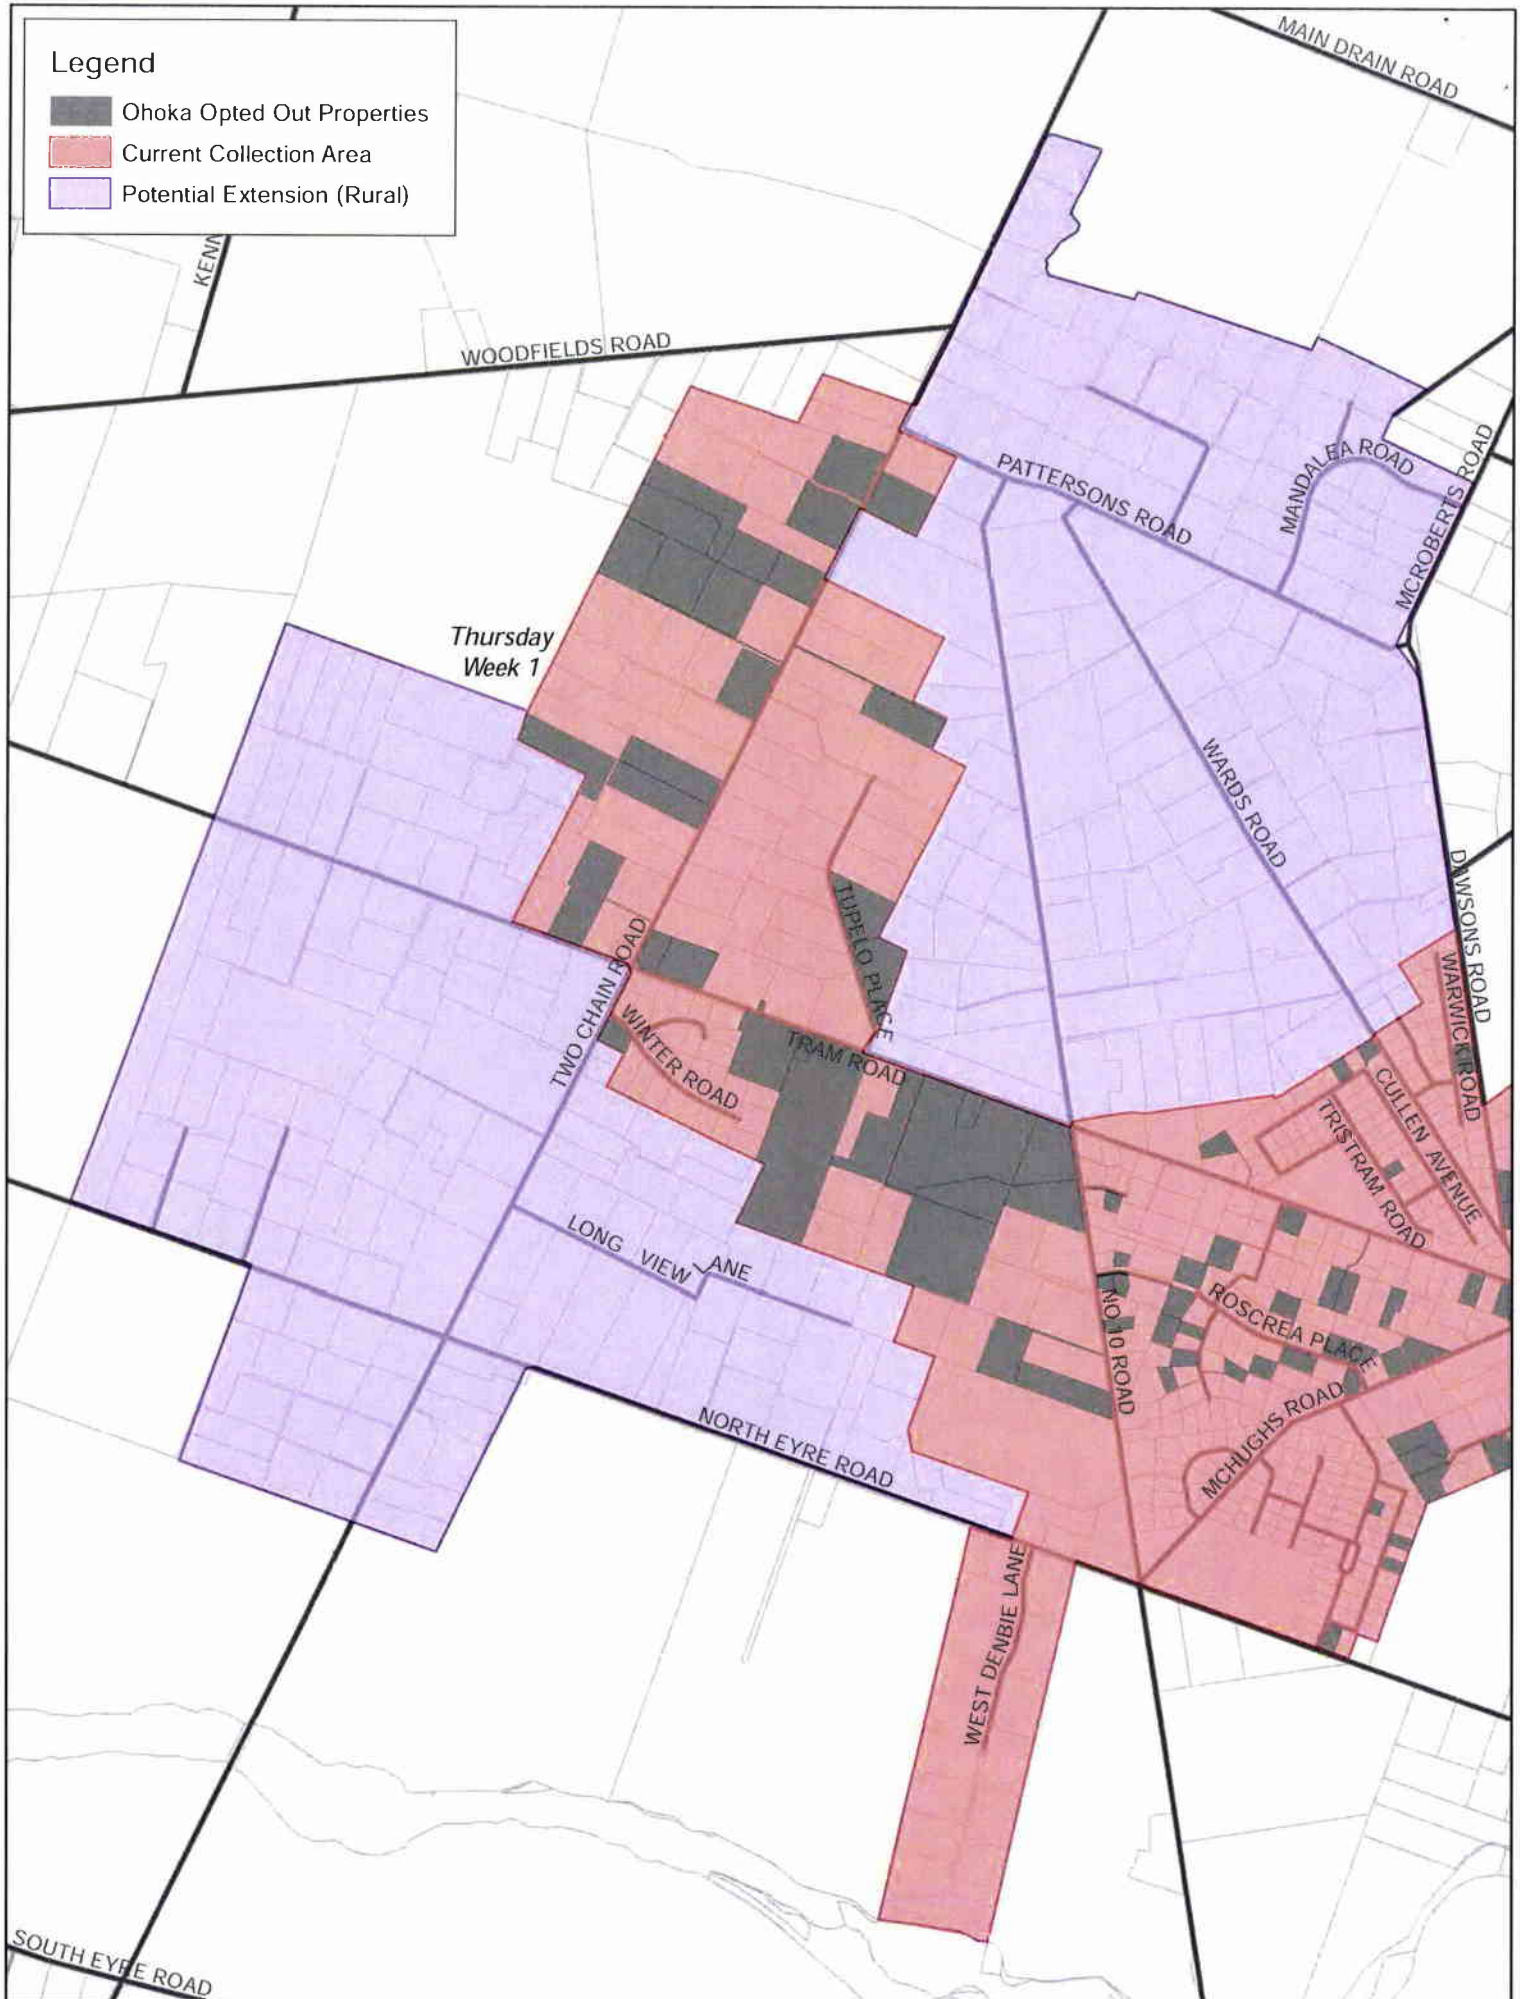 Legend
Ohoka Opted Out Properties
Current Collection Area
Potential Extension (Rural)
MAIN DRAIN ROAD
KENN
WOODFIELDS ROAD
PATTERSONS ROAD
MANDALEA ROAD
MCROBERTS ROAD
Thursday
Week 1
WARDS ROAD
TUPELO PLACE
DAWSONS ROAD
WARWICK ROAD
TWO CHAIN ROAD
WINTER ROAD
TRAM ROAD
CULLEN AVENUE
TRISTRAM ROAD
LONG VIEW LANE
NO 10 ROAD
ROSCREA PLACE
MCHUGHS ROAD
NORTH EYRE ROAD
WEST DENBIE LANE
SOUTH EYRE ROAD